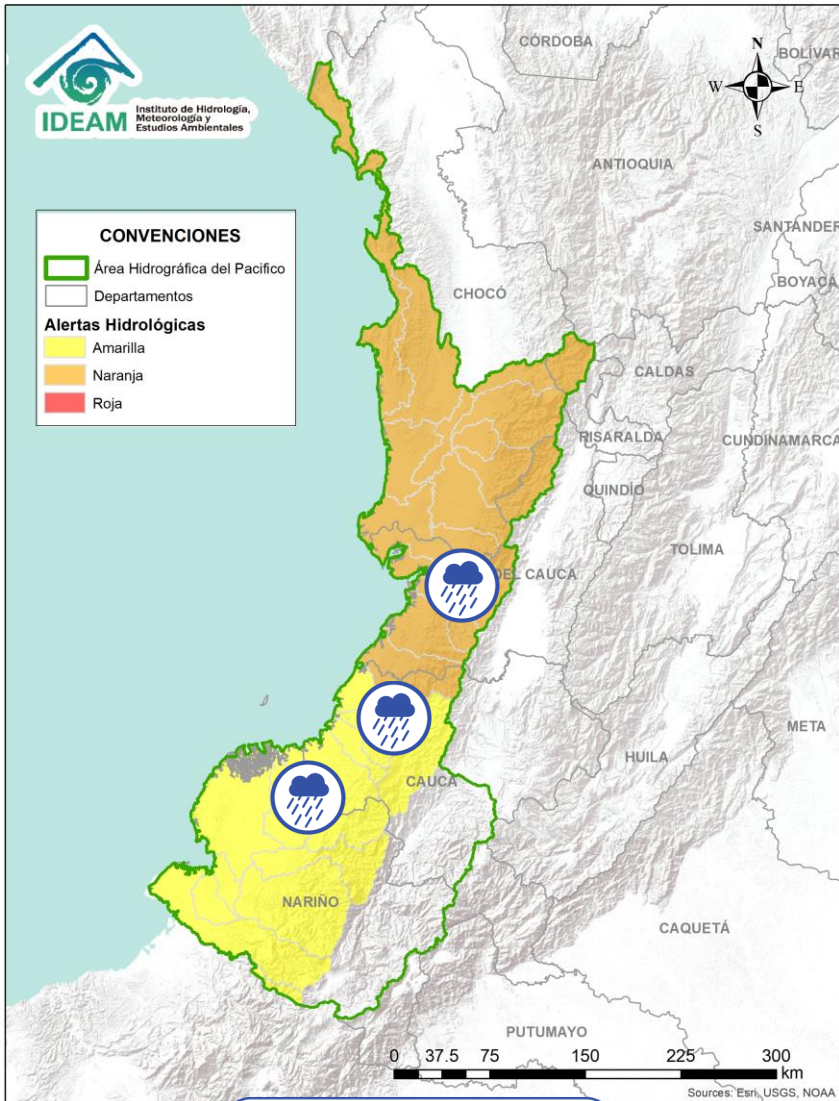 CÓRDOBA
BOLÍVAR
N
W
E
S
IDEAM
Instituto de Hidrología,
Meteorología y
Estudios Ambientales
ANTIOQUIA
SANTANDER
BOYACÁ
CHOCÓ
CALDAS
RISARALDA
CUNDINAMARCA
QUINDÍO
TOLIMA
DEL CAUCA
META
HUILA
CAUCA
NARIÑO
CAQUETÁ
PUTUMAYO
CONVENCIONES
Área Hidrográfica del Pacifico
Departamentos
Alertas Hidrológicas
Amarilla
Naranja
Roja
0 37.5 75 150 225 300
km
Sources: Esri, USGS, NOAA